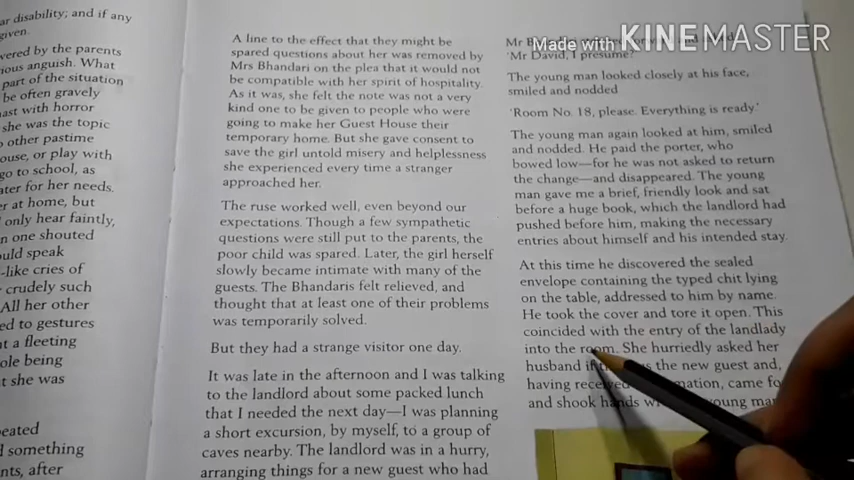 ar disability; and if any
given.
vered by the parents
ious anguish. What
part of the situation
be often gravely
ast with horror
she was the topic
o other pastime
ouse, or play with
go to school, as
ater for her needs.
er at home, but
l only hear faintly,
n one shouted
ould speak
-like cries of
crudely such
All her other
ed to gestures
t a fleeting
ole being
t she was
eated
something
nts, after
A line to the effect that they might be
spared questions about her was removed by
Mrs Bhandari on the plea that it would not
be compatible with her spirit of hospitality.
As it was, she felt the note was not a very
kind one to be given to people who were
going to make her Guest House their
temporary home. But she gave consent to
save the girl untold misery and helplessness
she experienced every time a stranger
approached her.
The ruse worked well, even beyond our
expectations. Though a few sympathetic
questions were still put to the parents, the
poor child was spared. Later, the girl herself
slowly became intimate with many of the
guests. The Bhandaris felt relieved, and
thought that at least one of their problems
was temporarily solved.
But they had a strange visitor one day.
It was late in the afternoon and I was talking
to the landlord about some packed lunch
that I needed the next day—I was planning
a short excursion, by myself, to a group of
caves nearby. The landlord was in a hurry,
arranging things for a new guest who had
Mr
'Mr David, I presume?'
The young man looked closely at his face,
smiled and nodded
'Room No. 18, please. Everything is ready'
The young man again looked at him, smiled
and nodded. He paid the porter, who
bowed low—for he was not asked to return
the change—and disappeared. The young
man gave me a brief, friendly look and sat
before a huge book, which the landlord had
pushed before him, making the necessary
entries about himself and his intended stay.
At this time he discovered the sealed
envelope containing the typed chit lying
on the table, addressed to him by name.
He took the cover and tore it open. This
coincided with the entry of the landlady
into the room. She hurriedly asked her
husband if the new guest and,
having received came fo
and shook hands young man
Made with KINEMASTER